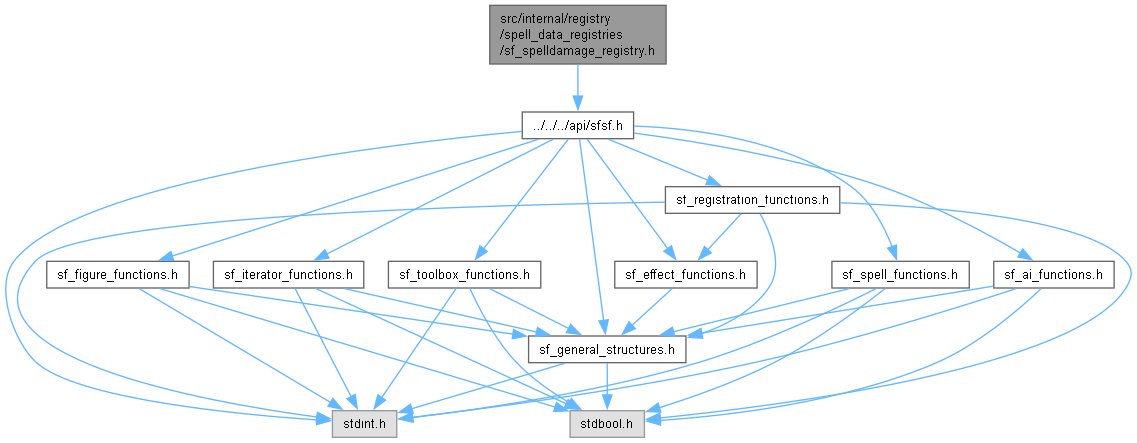 src/internal/registry
/spell_data_registries
/sf_spelldamage_registry.h
../../../api/sfsf.h
sf_registration_functions.h
sf_figure_functions.h
sf_iterator_functions.h
sf_toolbox_functions.h
sf_effect_functions.h
sf_spell_functions.h
sf_ai_functions.h
sf_general_structures.h
stdint.h
stdbool.h